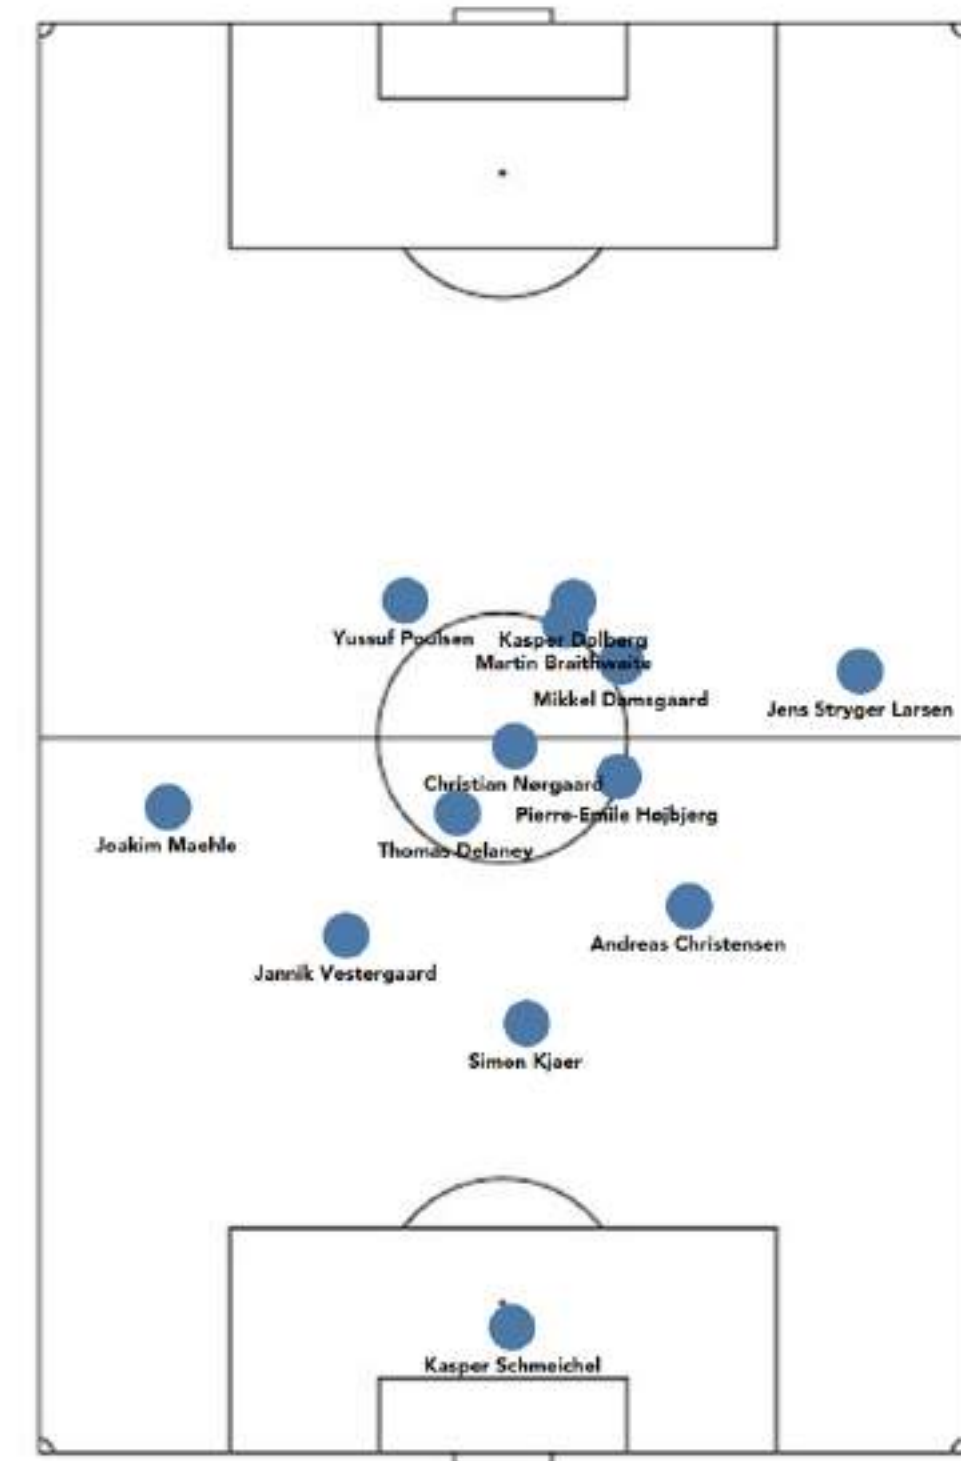 Yussuf Poulsen
Kasper Dolberg
Martin Braithwaite
Mikkel Damsgaard
Jens Stryger Larsen
Christian Nørgaard
Pierre-Emile Højbjerg
Joakim Maehle
Thomas Delaney
Andreas Christensen
Jannik Vestergaard
Simon Kjaer
Kasper Schmeichel